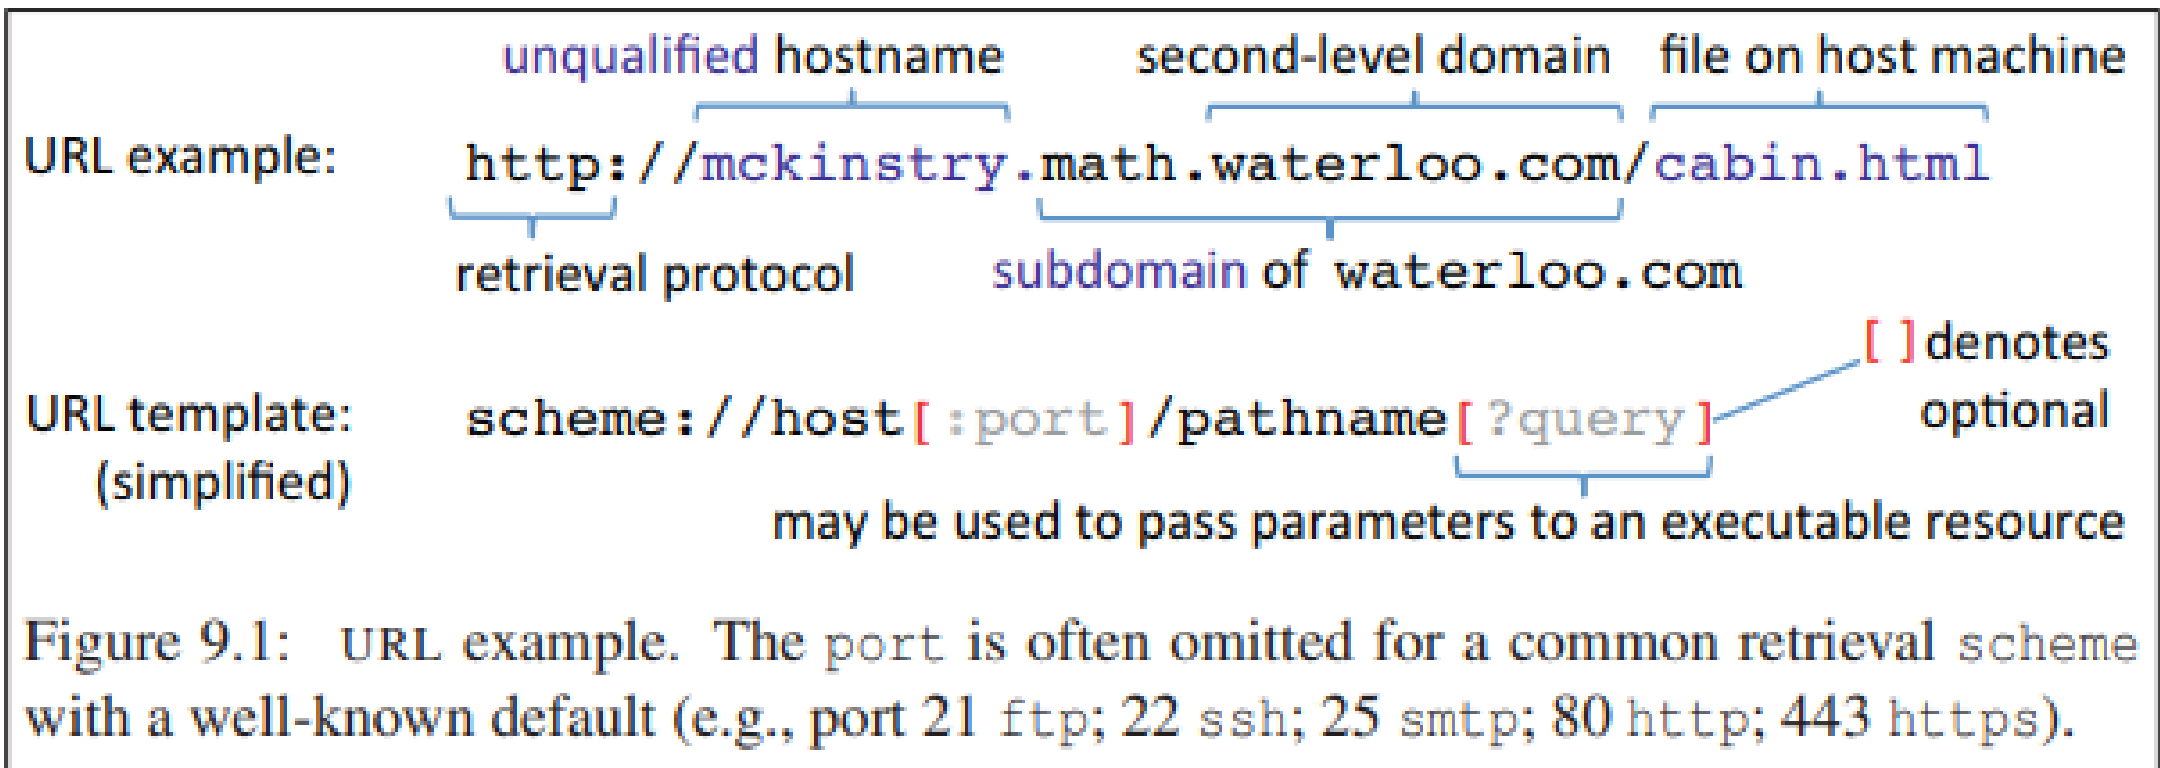 unqualified hostname second-level domain file on host machine
URL example: http://mckinstry.math.waterloo.com/cabin.html
retrieval protocol subdomain of waterloo.com
[ ] denotes
URL template: scheme://host[:port]/pathname[?query] optional
(simplified)
may be used to pass parameters to an executable resource
Figure 9.1: URL example. The port is often omitted for a common retrieval scheme
with a well-known default (e.g., port 21 ftp; 22 ssh; 25 smtp; 80 http; 443 https).